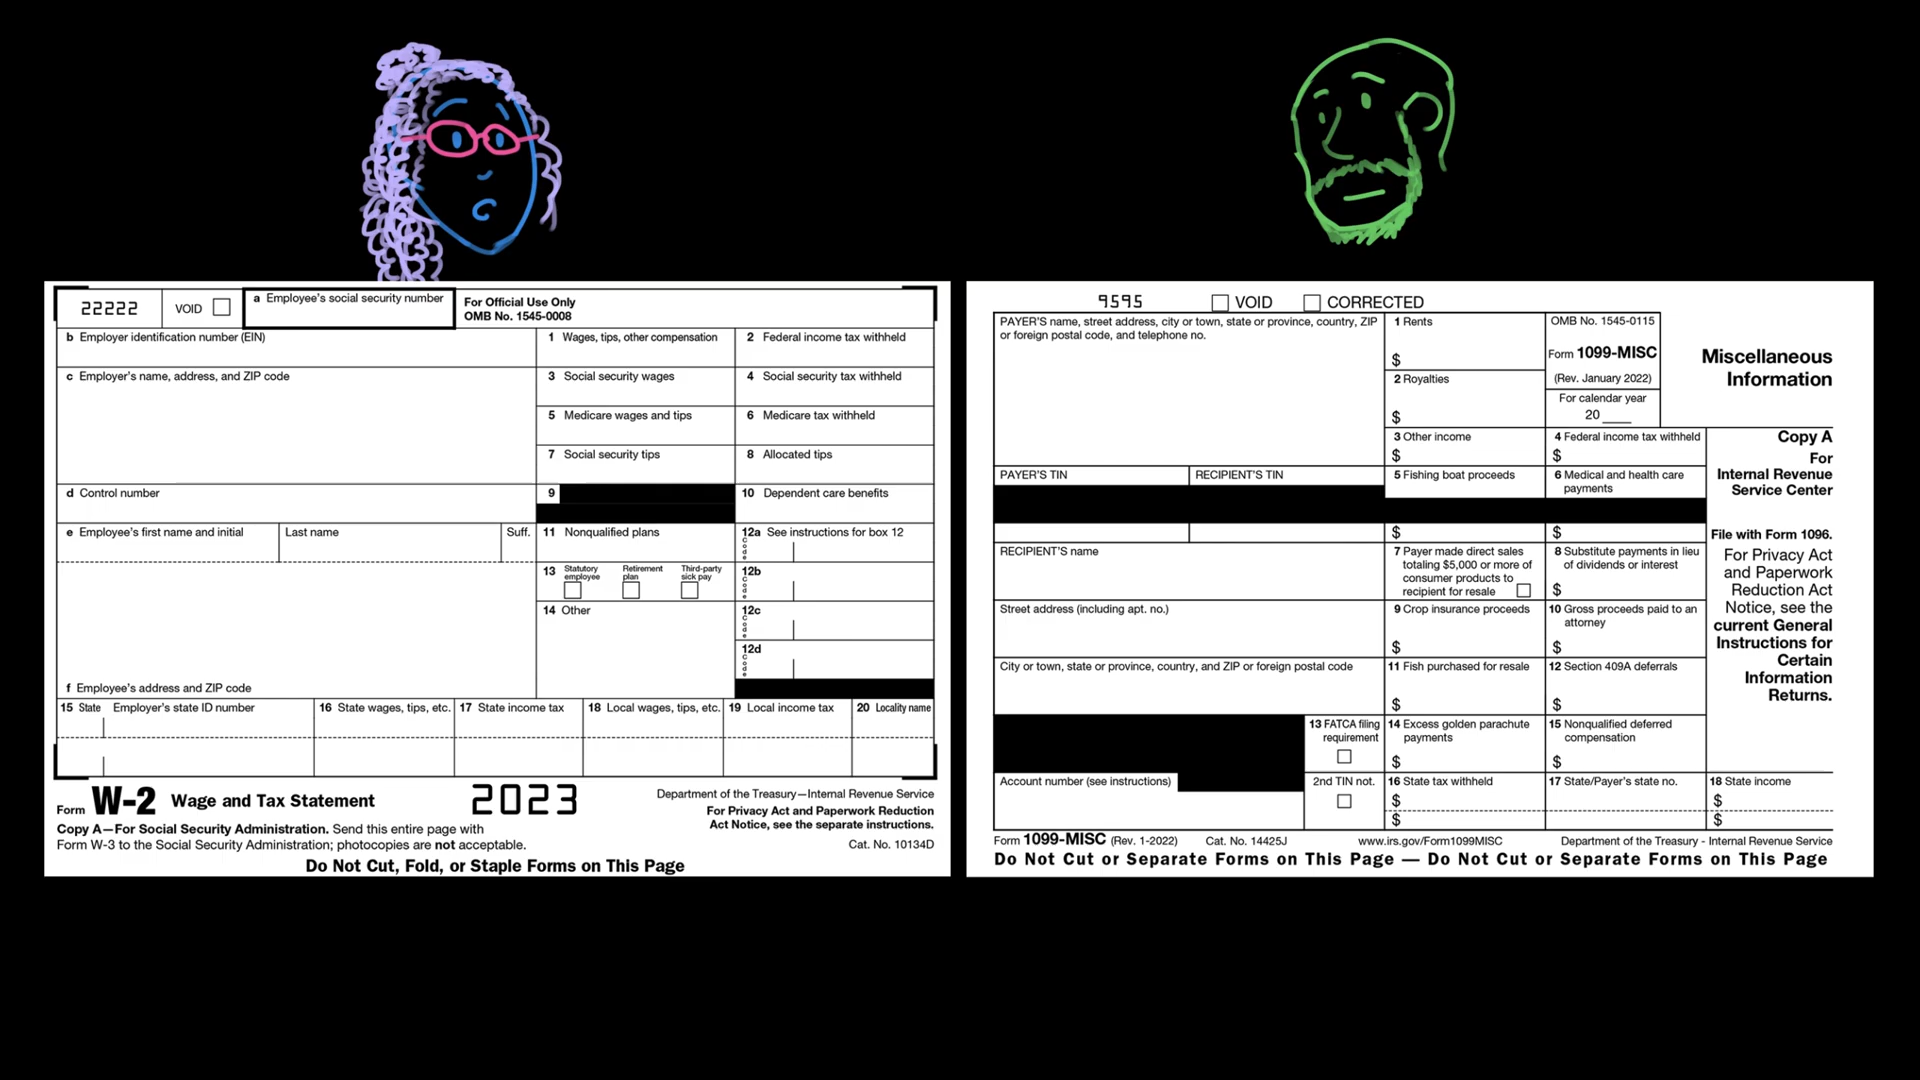 22222
VOID
a Employee's social security number
For Official Use Only
OMB No. 1545-0008
b Employer identification number (EIN)
1 Wages, tips, other compensation
2 Federal income tax withheld
c Employer's name, address, and ZIP code
3 Social security wages
4 Social security tax withheld
5 Medicare wages and tips
6 Medicare tax withheld
7 Social security tips
8 Allocated tips
d Control number
9
10 Dependent care benefits
e Employee's first name and initial
Last name
Suff.
11 Nonqualified plans
12a See instructions for box 12
Code
13 Statutory employee
Retirement plan
Third-party sick pay
12b
Code
14 Other
12c
Code
12d
Code
f Employee's address and ZIP code
15 State Employer's state ID number
16 State wages, tips, etc.
17 State income tax
18 Local wages, tips, etc.
19 Local income tax
20 Locality name
Form W-2 Wage and Tax Statement
2023
Department of the Treasury—Internal Revenue Service
For Privacy Act and Paperwork Reduction
Act Notice, see the separate instructions.
Copy A—For Social Security Administration. Send this entire page with
Form W-3 to the Social Security Administration; photocopies are not acceptable.
Cat. No. 10134D
Do Not Cut, Fold, or Staple Forms on This Page
9595
VOID
CORRECTED
PAYER'S name, street address, city or town, state or province, country, ZIP
or foreign postal code, and telephone no.
1 Rents
$
2 Royalties
$
OMB No. 1545-0115
Form 1099-MISC
(Rev. January 2022)
For calendar year
20 ____
Miscellaneous
Information
3 Other income
$
4 Federal income tax withheld
$
Copy A
For
Internal Revenue
Service Center
PAYER'S TIN
RECIPIENT'S TIN
5 Fishing boat proceeds
$
6 Medical and health care
payments
$
File with Form 1096.
RECIPIENT'S name
7 Payer made direct sales
totaling $5,000 or more of
consumer products to
recipient for resale
8 Substitute payments in lieu
of dividends or interest
$
For Privacy Act
and Paperwork
Reduction Act
Notice, see the
current General
Instructions for
Certain
Information
Returns.
Street address (including apt. no.)
9 Crop insurance proceeds
$
10 Gross proceeds paid to an
attorney
$
City or town, state or province, country, and ZIP or foreign postal code
11 Fish purchased for resale
$
12 Section 409A deferrals
$
13 FATCA filing
requirement
14 Excess golden parachute
payments
$
15 Nonqualified deferred
compensation
$
Account number (see instructions)
2nd TIN not.
16 State tax withheld
$
$
17 State/Payer's state no.
18 State income
$
$
Form 1099-MISC (Rev. 1-2022)
Cat. No. 14425J
www.irs.gov/Form1099MISC
Department of the Treasury - Internal Revenue Service
Do Not Cut or Separate Forms on This Page — Do Not Cut or Separate Forms on This Page